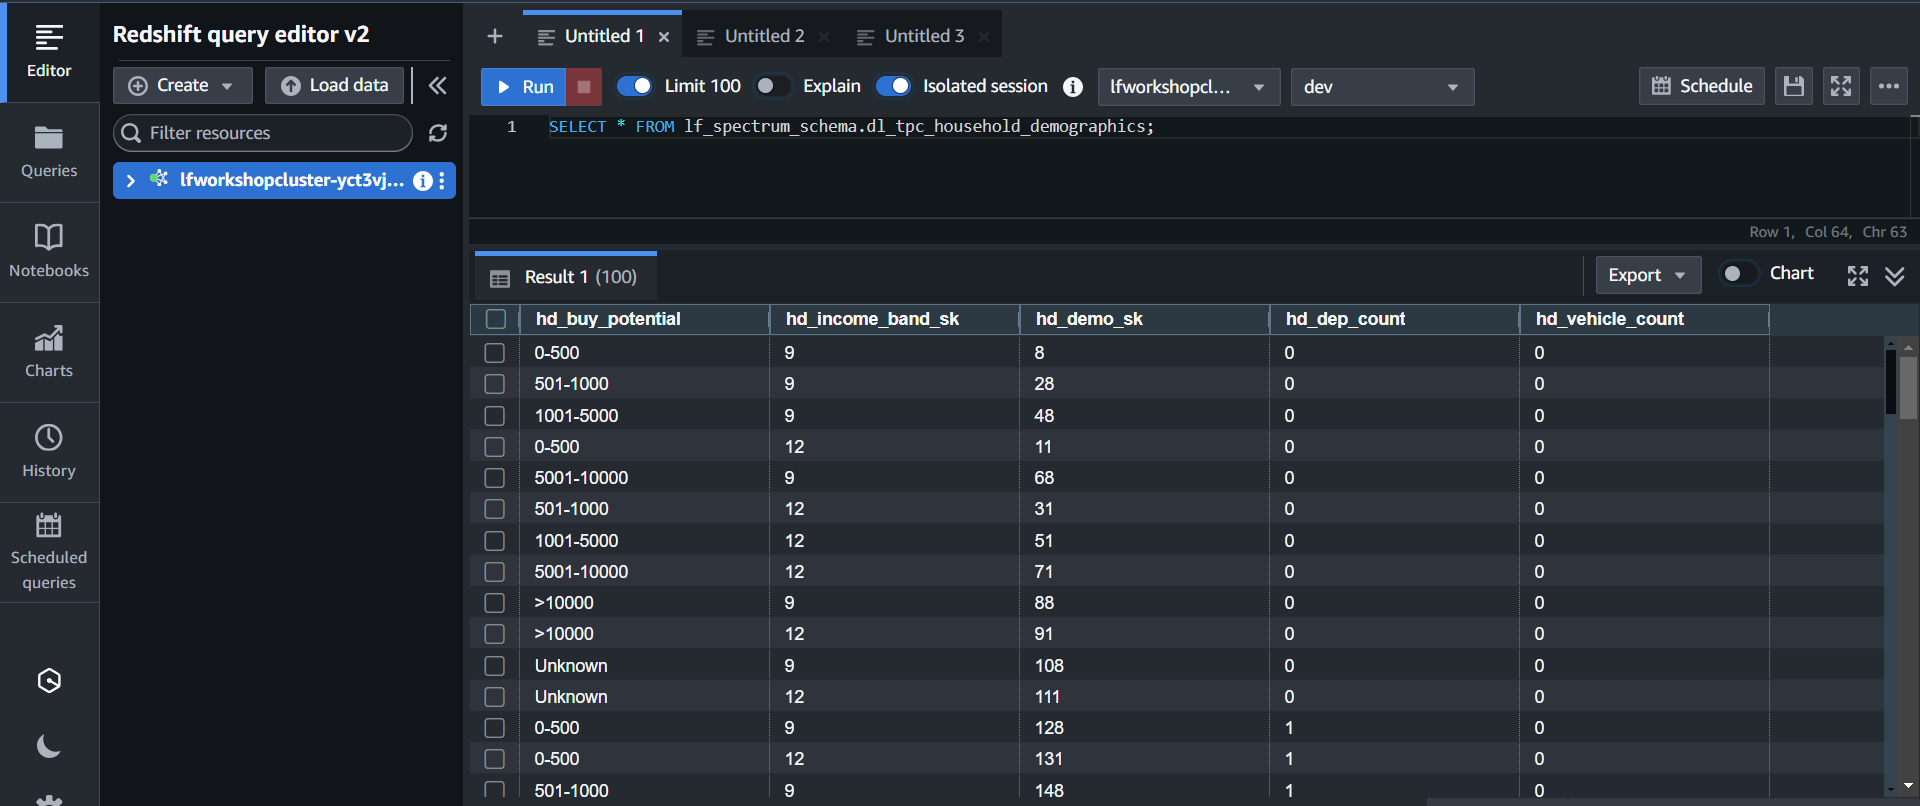 Editor
Queries
Notebooks
Charts
History
Scheduled
queries
Redshift query editor v2
Create
Load data
Filter resources
lfworkshopcluster-yct3vj...
Untitled 1
Untitled 2
Untitled 3
Run
Limit 100
Explain
Isolated session
lfworkshopcl...
dev
Schedule
1 SELECT * FROM lf_spectrum_schema.dl_tpc_household_demographics;
Row 1, Col 64, Chr 63
Result 1 (100)
Export
Chart
hd_buy_potential hd_income_band_sk hd_demo_sk hd_dep_count hd_vehicle_count
0-500 9 8 0 0
501-1000 9 28 0 0
1001-5000 9 48 0 0
0-500 12 11 0 0
5001-10000 9 68 0 0
501-1000 12 31 0 0
1001-5000 12 51 0 0
5001-10000 12 71 0 0
>10000 9 88 0 0
>10000 12 91 0 0
Unknown 9 108 0 0
Unknown 12 111 0 0
0-500 9 128 1 0
0-500 12 131 1 0
501-1000 9 148 1 0